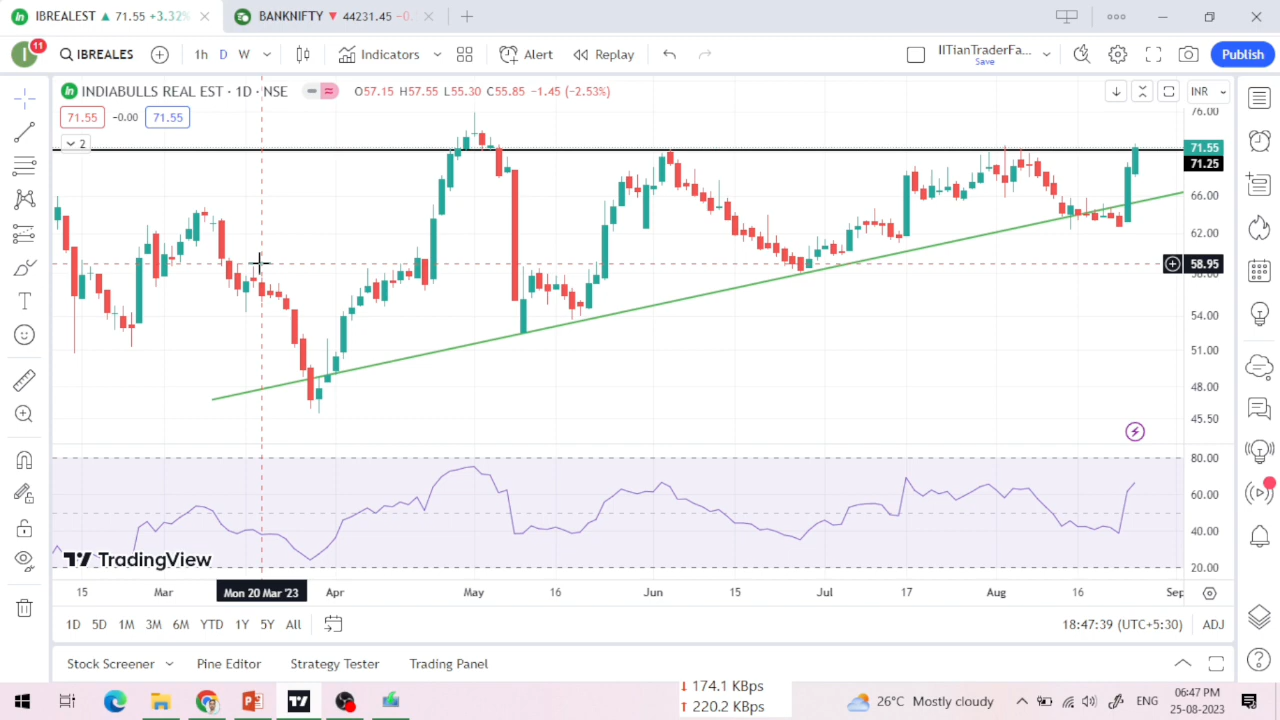 IBREALEST ▲ 71.55 +3.32%
BANKNIFTY ▼ 44231.45 −0.
11
IBREALES
1h D W
Indicators
Alert
Replay
IITianTraderFa...
Save
Publish
INDIABULLS REAL EST · 1D · NSE
O57.15 H57.55 L55.30 C55.85 −1.45 (−2.53%)
INR
71.55 -0.00 71.55
2
76.00
71.55
71.25
66.00
62.00
58.95
58.00
54.00
51.00
48.00
45.50
80.00
60.00
40.00
20.00
TradingView
15 Mar Mon 20 Mar '23 Apr May 16 Jun 15 Jul 17 Aug 16 Sep
1D 5D 1M 3M 6M YTD 1Y 5Y All
18:47:39 (UTC+5:30) ADJ
Stock Screener Pine Editor Strategy Tester Trading Panel
174.1 KBps
220.2 KBps
26°C Mostly cloudy
ENG
06:47 PM
25-08-2023